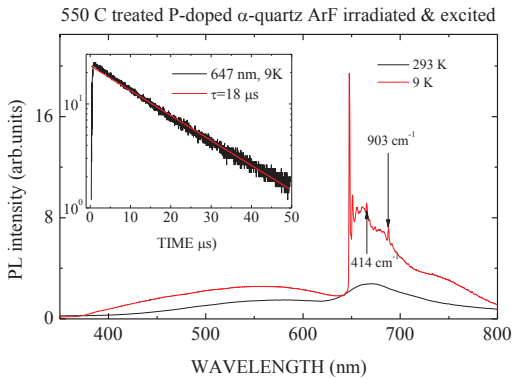 550 C treated P-doped α-quartz ArF irradiated & excited
PL intensity (arb.units)
16
8
0
400
500
600
700
800
WAVELENGTH (nm)
293 K
9 K
903 cm⁻¹
414 cm⁻¹
647 nm, 9K
τ=18 μs
10¹
10⁰
0
10
20
30
40
50
TIME μs)